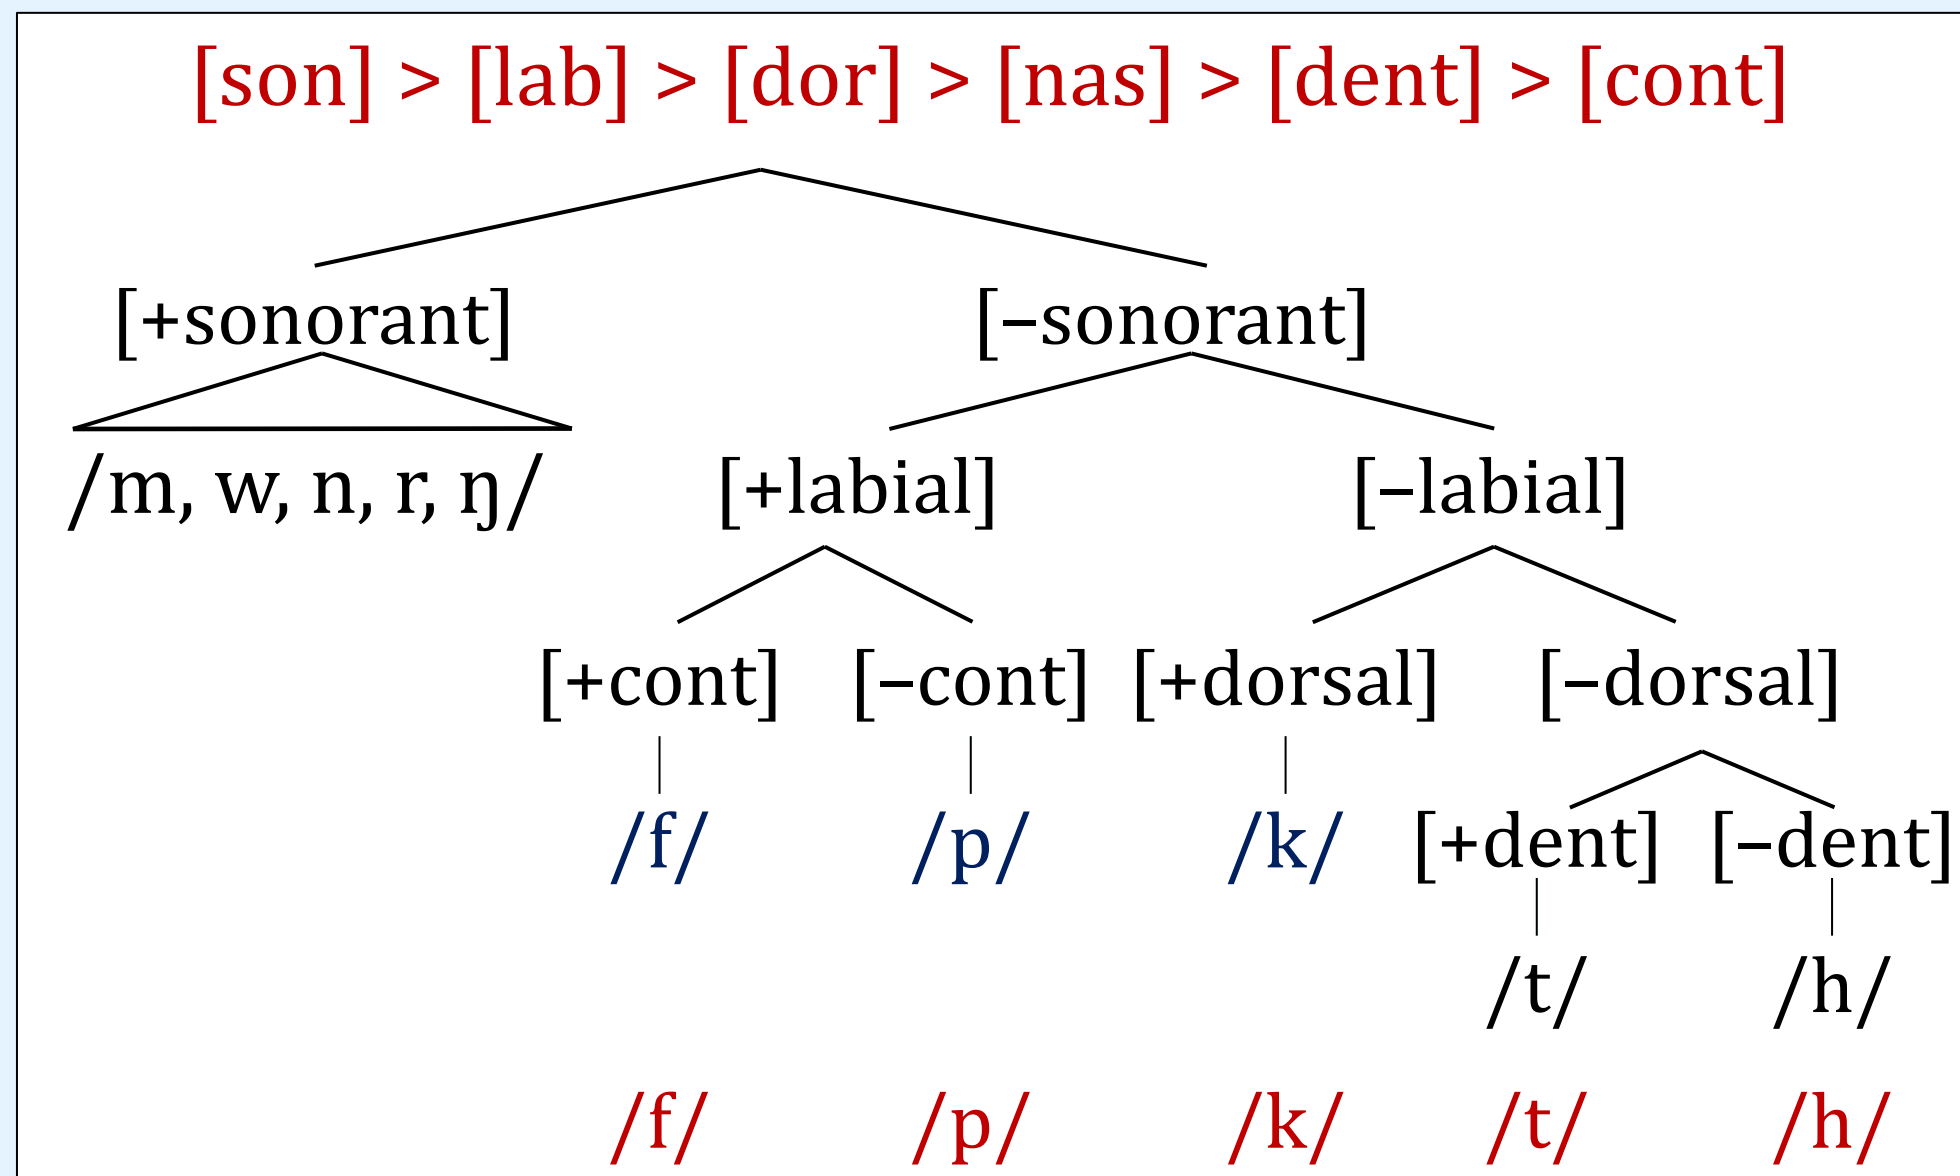 [son] > [lab] > [dor] > [nas] > [dent] > [cont]
[+sonorant] [–sonorant]
/m, w, n, r, ŋ/ [+labial] [–labial]
[+cont] [–cont] [+dorsal] [–dorsal]
/f/ /p/ /k/ [+dent] [–dent]
/t/ /h/
/f/ /p/ /k/ /t/ /h/